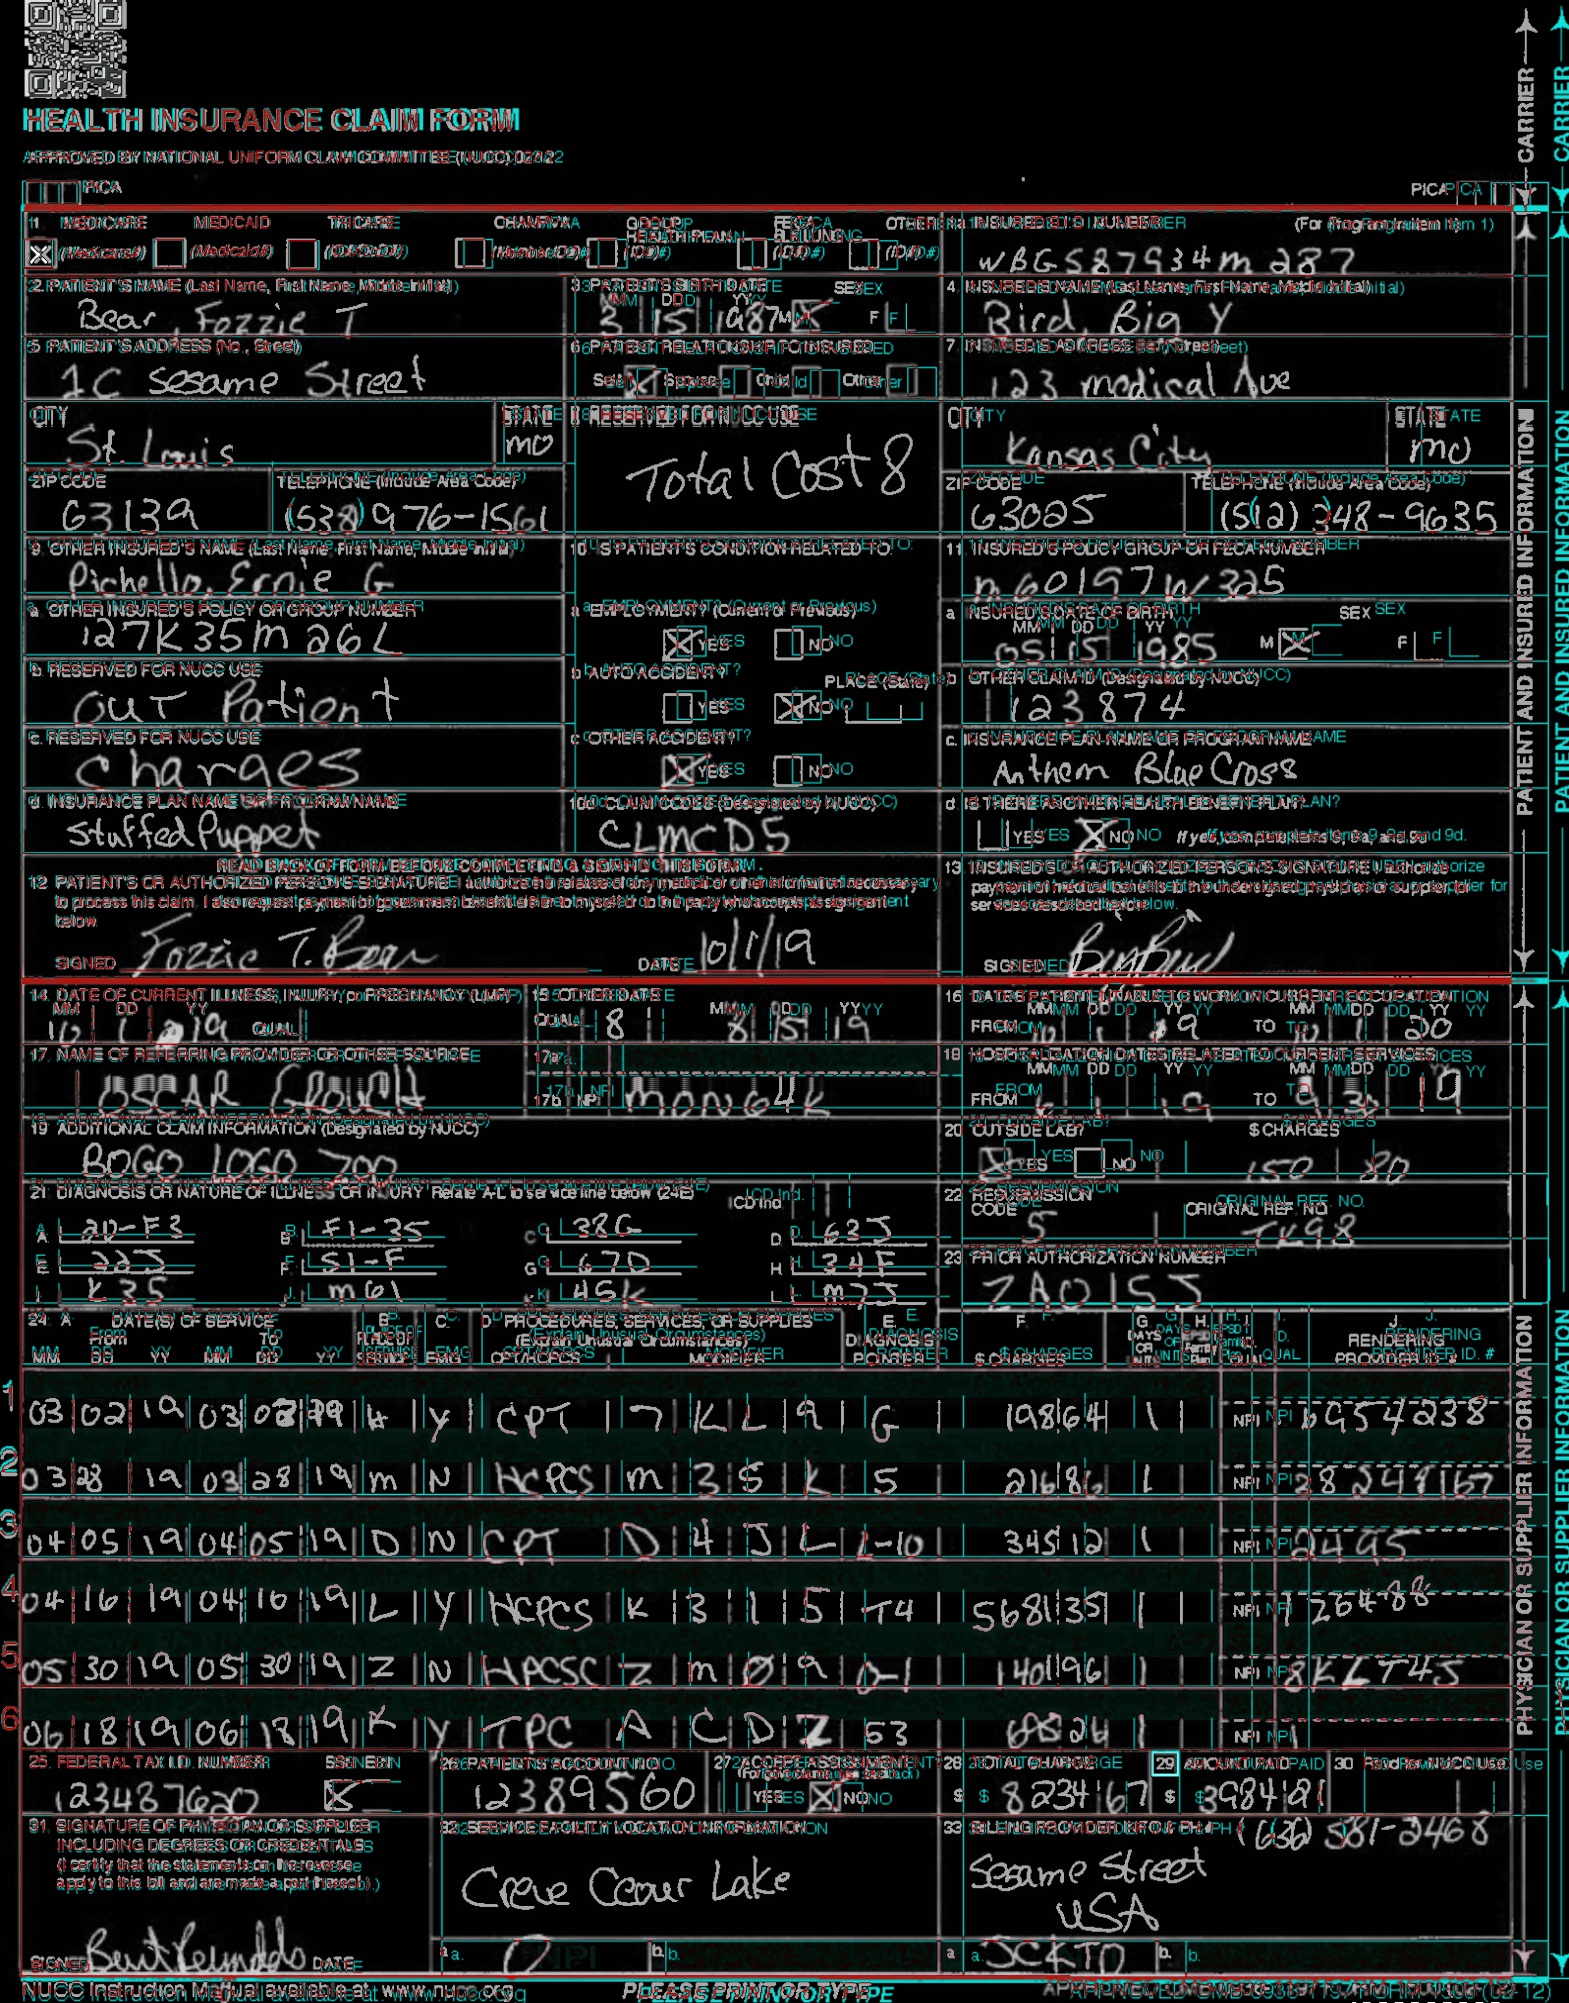 HEALTH INSURANCE CLAIM FORM
APPROVED BY NATIONAL UNIFORM CLAIM COMMITTEE (NUCC) 02/12
PICA PICA
CARRIER
1. MEDICARE MEDICAID TRICARE CHAMPVA GROUP HEALTH PLAN FECA BLK LUNG OTHER
(Medicare#) (Medicaid#) (ID#/DoD#) (Member ID#) (ID#) (ID#) (ID#)
1a. INSURED'S I.D. NUMBER (For Program in Item 1)
WBG587934m287
2. PATIENT'S NAME (Last Name, First Name, Middle Initial)
Bear, Fozzie T
3. PATIENT'S BIRTH DATE SEX
MM DD YY
3 15 1987 M X F
4. INSURED'S NAME (Last Name, First Name, Middle Initial)
Bird, Big Y
5. PATIENT'S ADDRESS (No., Street)
1C Sesame Street
6. PATIENT RELATIONSHIP TO INSURED
Self X Spouse Child Other
7. INSURED'S ADDRESS (No., Street)
123 medical Ave
CITY STATE
St. Louis mo
8. RESERVED FOR NUCC USE
Total Cost 8
CITY STATE
Kansas City mo
ZIP CODE TELEPHONE (Include Area Code)
63139 (538) 976-1561
ZIP CODE TELEPHONE (Include Area Code)
63025 (512) 348-9635
9. OTHER INSURED'S NAME (Last Name, First Name, Middle Initial)
Pichello, Ernie G
10. IS PATIENT'S CONDITION RELATED TO:
11. INSURED'S POLICY GROUP OR FECA NUMBER
n60197W325
a. OTHER INSURED'S POLICY OR GROUP NUMBER
127K35m26L
a. EMPLOYMENT? (Current or Previous)
X YES NO
a. INSURED'S DATE OF BIRTH SEX
MM DD YY
05 15 1985 M X F
b. RESERVED FOR NUCC USE
OUT Patient
b. AUTO ACCIDENT? PLACE (State)
YES X NO
b. OTHER CLAIM ID (Designated by NUCC)
123874
c. RESERVED FOR NUCC USE
Charges
c. OTHER ACCIDENT?
X YES NO
c. INSURANCE PLAN NAME OR PROGRAM NAME
Anthem Blue Cross
d. INSURANCE PLAN NAME OR PROGRAM NAME
Stuffed Puppet
10d. CLAIM CODES (Designated by NUCC)
CLMCD5
d. IS THERE ANOTHER HEALTH BENEFIT PLAN?
YES X NO If yes, complete items 9, 9a, and 9d.
READ BACK OF FORM BEFORE COMPLETING & SIGNING THIS FORM.
12. PATIENT'S OR AUTHORIZED PERSON'S SIGNATURE I authorize the release of any medical or other information necessary
to process this claim. I also request payment of government benefits either to myself or to the party who accepts assignment
below.
SIGNED Fozzie T. Bear DATE 10/1/19
13. INSURED'S OR AUTHORIZED PERSON'S SIGNATURE I authorize
payment of medical benefits to the undersigned physician or supplier for
services described below.
SIGNED Big Bird
PATIENT AND INSURED INFORMATION
14. DATE OF CURRENT ILLNESS, INJURY, or PREGNANCY (LMP)
MM DD YY
10 1 19 QUAL.
15. OTHER DATE
QUAL. 8 MM DD YY
8 15 19
16. DATES PATIENT UNABLE TO WORK IN CURRENT OCCUPATION
MM DD YY MM DD YY
FROM TO
17. NAME OF REFERRING PROVIDER OR OTHER SOURCE
OSCAR Grouch
17a.
17b. NPI mon64k
18. HOSPITALIZATION DATES RELATED TO CURRENT SERVICES
MM DD YY MM DD YY
FROM TO 9 30 19
19. ADDITIONAL CLAIM INFORMATION (Designated by NUCC)
BOGO LOGO 700
20. OUTSIDE LAB? $ CHARGES
X YES NO 150 80
21. DIAGNOSIS OR NATURE OF ILLNESS OR INJURY Relate A-L to service line below (24E) ICD Ind.
A. 2D-F3 B. F1-35 C. 38G D. 63J
E. 22J F. S1-F G. 67D H. 34F
I. K35 J. m61 K. 45k L. m7J
22. RESUBMISSION CODE ORIGINAL REF. NO.
5 JK98
23. PRIOR AUTHORIZATION NUMBER
ZA015J
24. A. DATE(S) OF SERVICE B. PLACE OF SERVICE C. EMG D. PROCEDURES, SERVICES, OR SUPPLIES E. DIAGNOSIS POINTER F. $ CHARGES G. DAYS OR UNITS H. EPSDT Family Plan I. ID. QUAL. J. RENDERING PROVIDER ID. #
From To (Explain Unusual Circumstances)
MM DD YY MM DD YY CPT/HCPCS MODIFIER
1 03 02 19 03 Y CPT 7 K L 9 G 198 64 1 NPI 6954238
2 03 28 19 03 28 19 m N HCPCS m 3 5 K 5 216 86 1 NPI 28248167
3 04 05 19 04 05 19 D N CPT D 4 J L L-10 345 12 1 NPI 2495
4 04 16 19 04 16 19 L Y HCPCS K 3 1 5 T4 5681 35 1 NPI 126488
5 05 30 19 05 30 19 Z N HPCSC Z m Ø 9 O-1 1401 96 1 NPI 8KLT45
6 06 18 19 06 18 19 K Y TPC A C D Z 53 26 1 NPI
25. FEDERAL TAX I.D. NUMBER SSN EIN
123487620 X
26. PATIENT'S ACCOUNT NO.
12389560
27. ACCEPT ASSIGNMENT?
(For govt. claims, see back)
YES X NO
28. TOTAL CHARGE
$ 8234 67
29. AMOUNT PAID
$ 3984 21
30. Rsvd for NUCC Use
31. SIGNATURE OF PHYSICIAN OR SUPPLIER
INCLUDING DEGREES OR CREDENTIALS
(I certify that the statements on the reverse
apply to this bill and are made a part thereof.)
SIGNED Burt Reynolds DATE
32. SERVICE FACILITY LOCATION INFORMATION
Creve Ceour Lake
a. b.
33. BILLING PROVIDER INFO & PH # (636) 581-2468
Sesame Street
USA
a. JCKTD b.
PHYSICIAN OR SUPPLIER INFORMATION
NUCC Instruction Manual available at: www.nucc.org
PLEASE PRINT OR TYPE